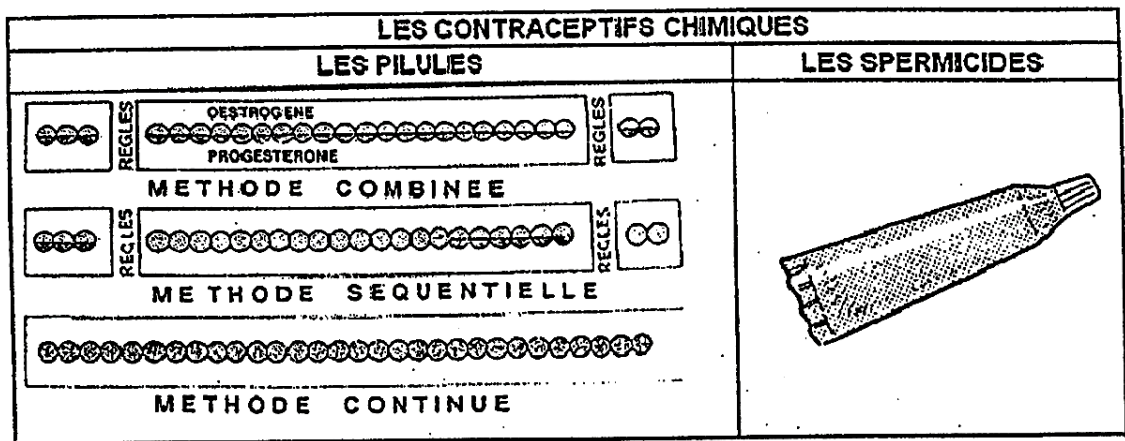 LES CONTRACEPTIFS CHIMIQUES
LES PILULES
LES SPERMICIDES
REGLES
OESTROGENE
PROGESTERONE
REGLES
METHODE COMBINEE
REGLES
REGLES
METHODE SEQUENTIELLE
METHODE CONTINUE